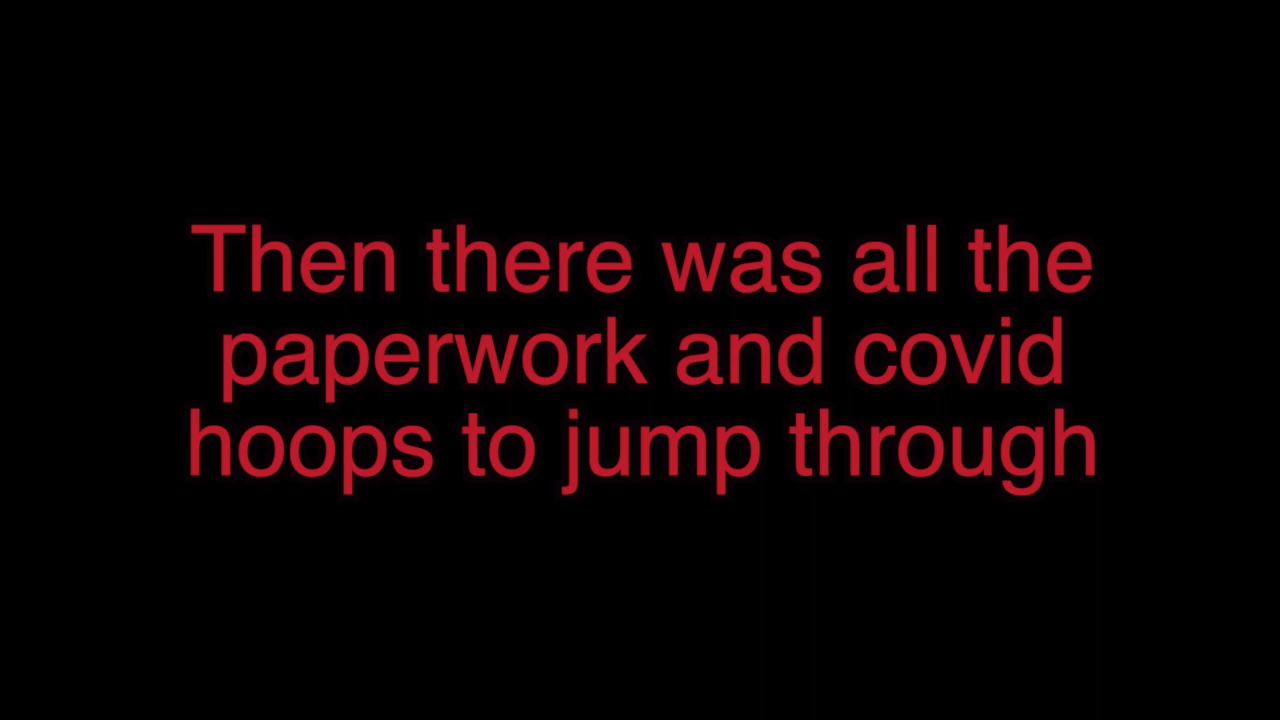 Then there was all the
paperwork and covid
hoops to jump through